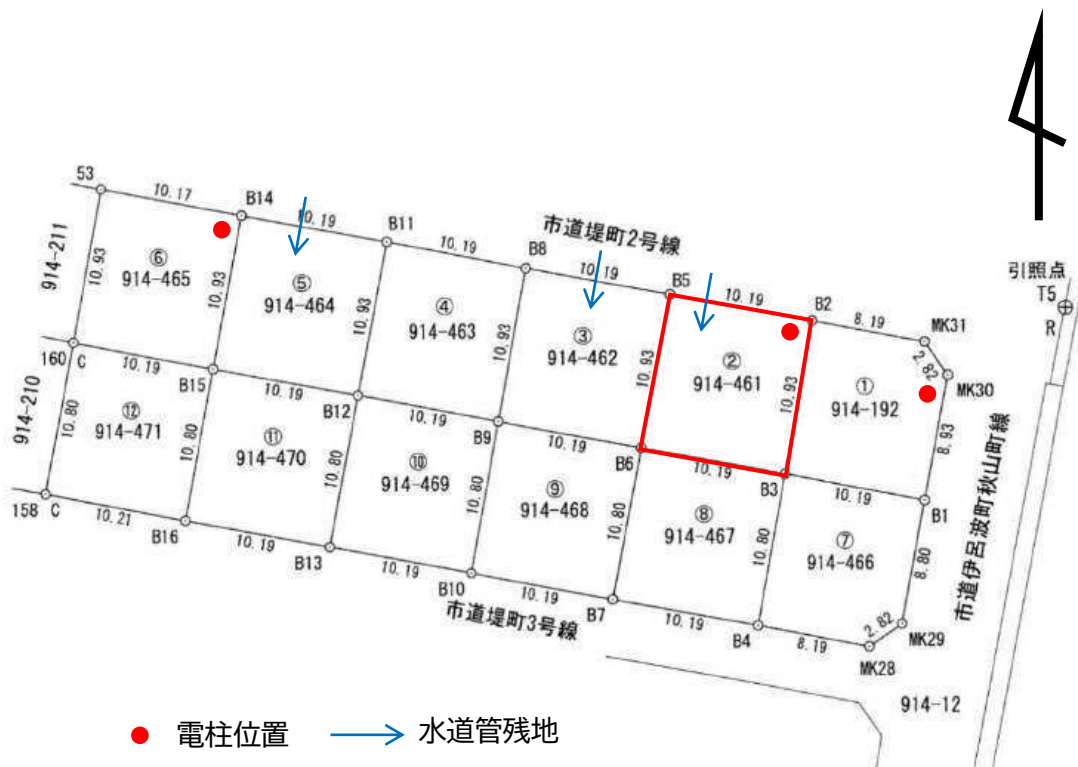 53
10.17
B14
10.19
B11
10.19
B8
市道堤町2号線
10.19
B5
10.19
B2
8.19
MK31
2.82
MK30
引照点
T5
R
914-211
10.93
⑥
914-465
10.93
⑤
914-464
10.93
④
914-463
10.93
③
914-462
10.93
②
914-461
10.93
①
914-192
8.93
160 C
10.19
B15
10.19
B12
10.19
B9
10.19
B6
10.19
B3
10.19
B1
市道伊呂波町秋山町線
914-210
10.80
⑫
914-471
10.80
⑪
914-470
10.80
⑩
914-469
10.80
⑨
914-468
10.80
⑧
914-467
10.80
⑦
914-466
8.80
158 C
10.21
B16
10.19
B13
10.19
B10
10.19
B7
10.19
B4
8.19
MK28
2.82
MK29
市道堤町3号線
914-12
電柱位置
水道管残地